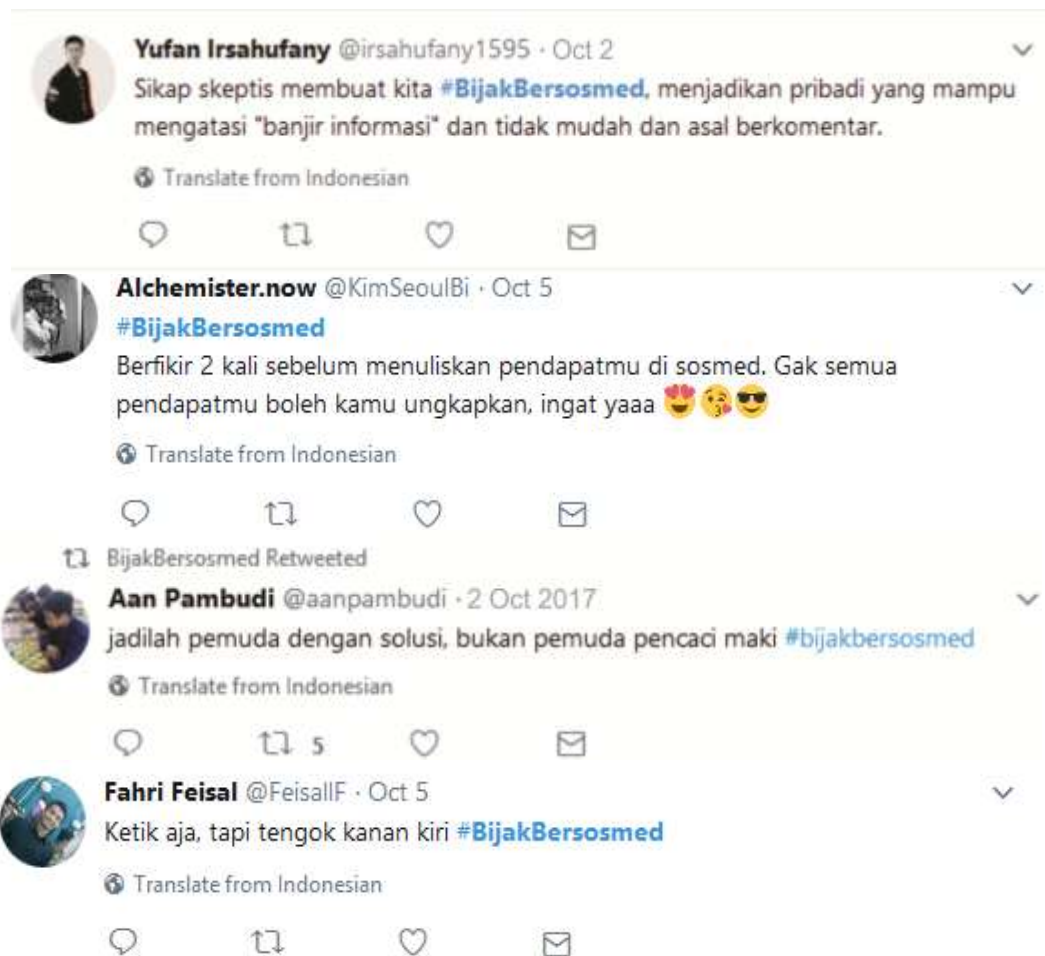 Yufan Irsahufany @irsahufany1595 · Oct 2
Sikap skeptis membuat kita #BijakBersosmed, menjadikan pribadi yang mampu
mengatasi "banjir informasi" dan tidak mudah dan asal berkomentar.
Translate from Indonesian
Alchemister.now @KimSeoulBi · Oct 5
#BijakBersosmed
Berfikir 2 kali sebelum menuliskan pendapatmu di sosmed. Gak semua
pendapatmu boleh kamu ungkapkan, ingat yaaa 😍😘😎
Translate from Indonesian
BijakBersosmed Retweeted
Aan Pambudi @aanpambudi · 2 Oct 2017
jadilah pemuda dengan solusi, bukan pemuda pencaci maki #bijakbersosmed
Translate from Indonesian
5
Fahri Feisal @FeisallF · Oct 5
Ketik aja, tapi tengok kanan kiri #BijakBersosmed
Translate from Indonesian